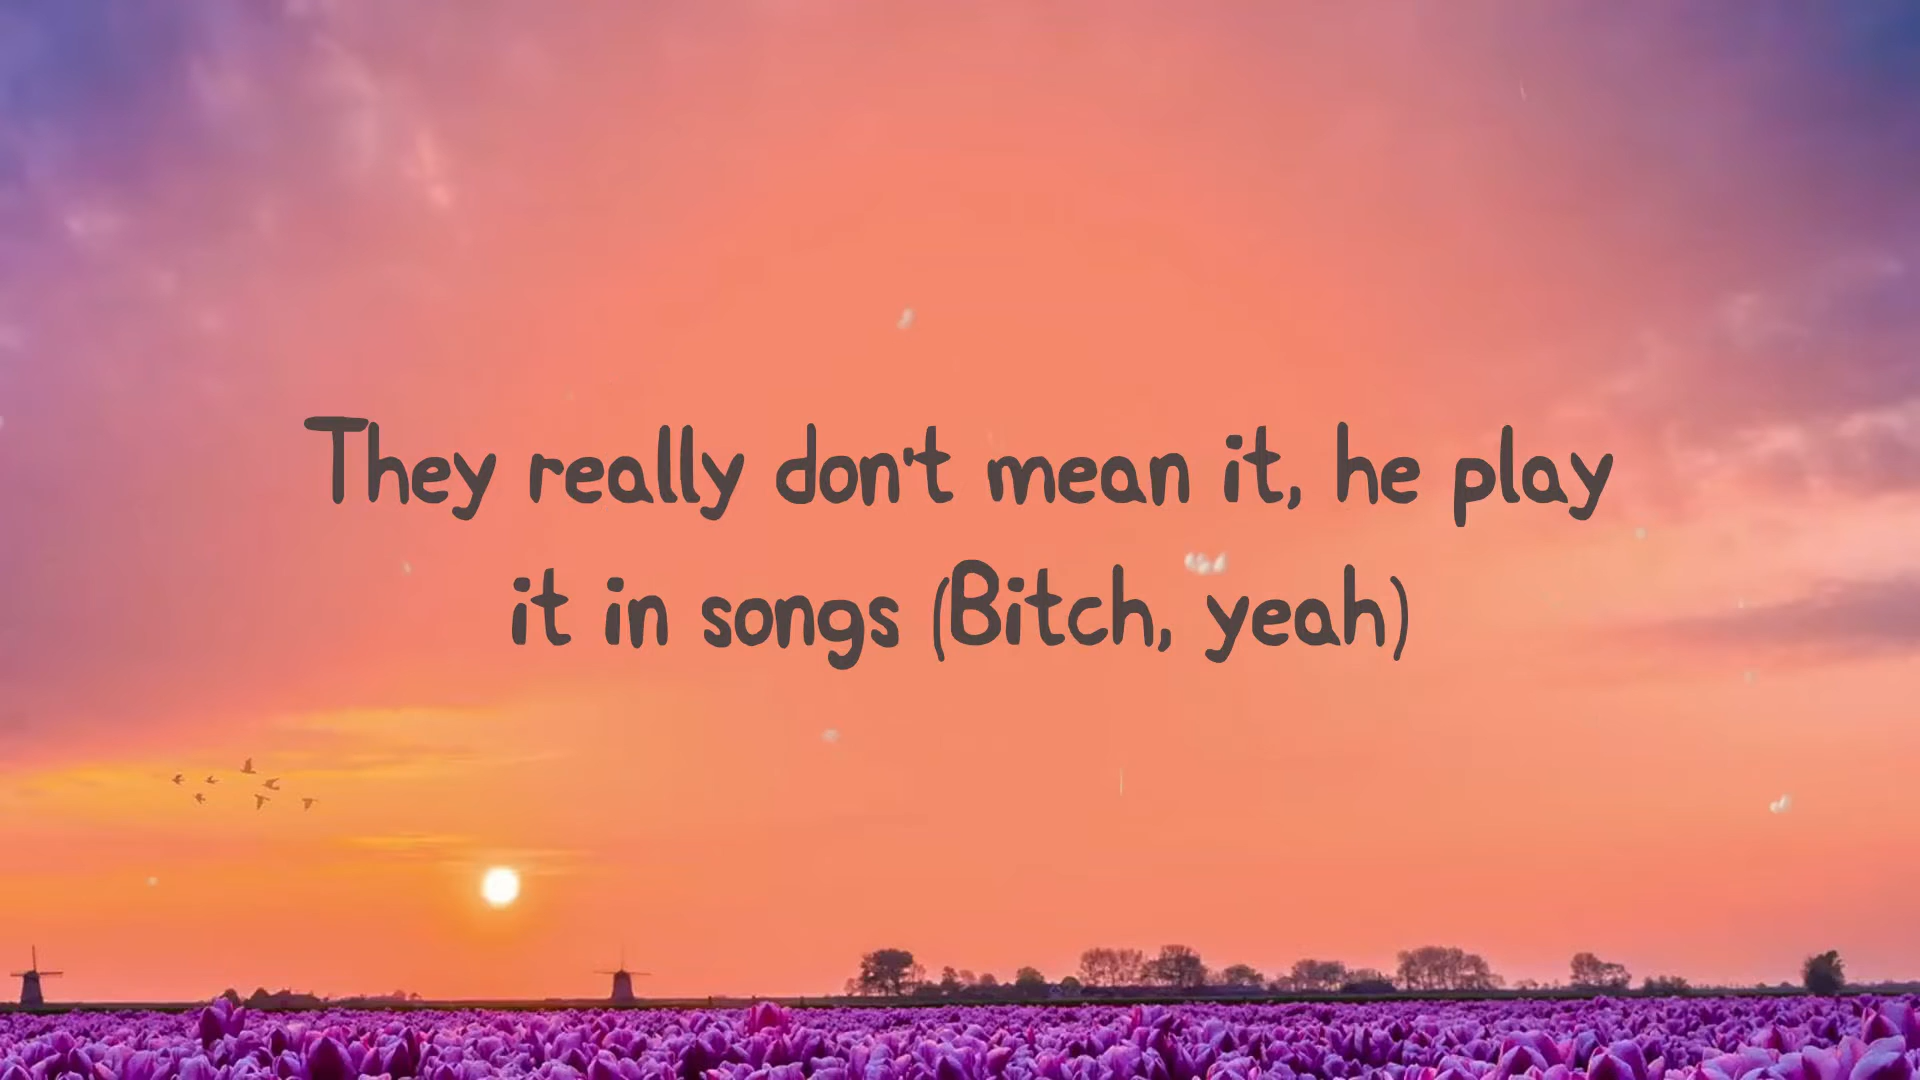 They really don't mean it, he play
it in songs (Bitch, yeah)